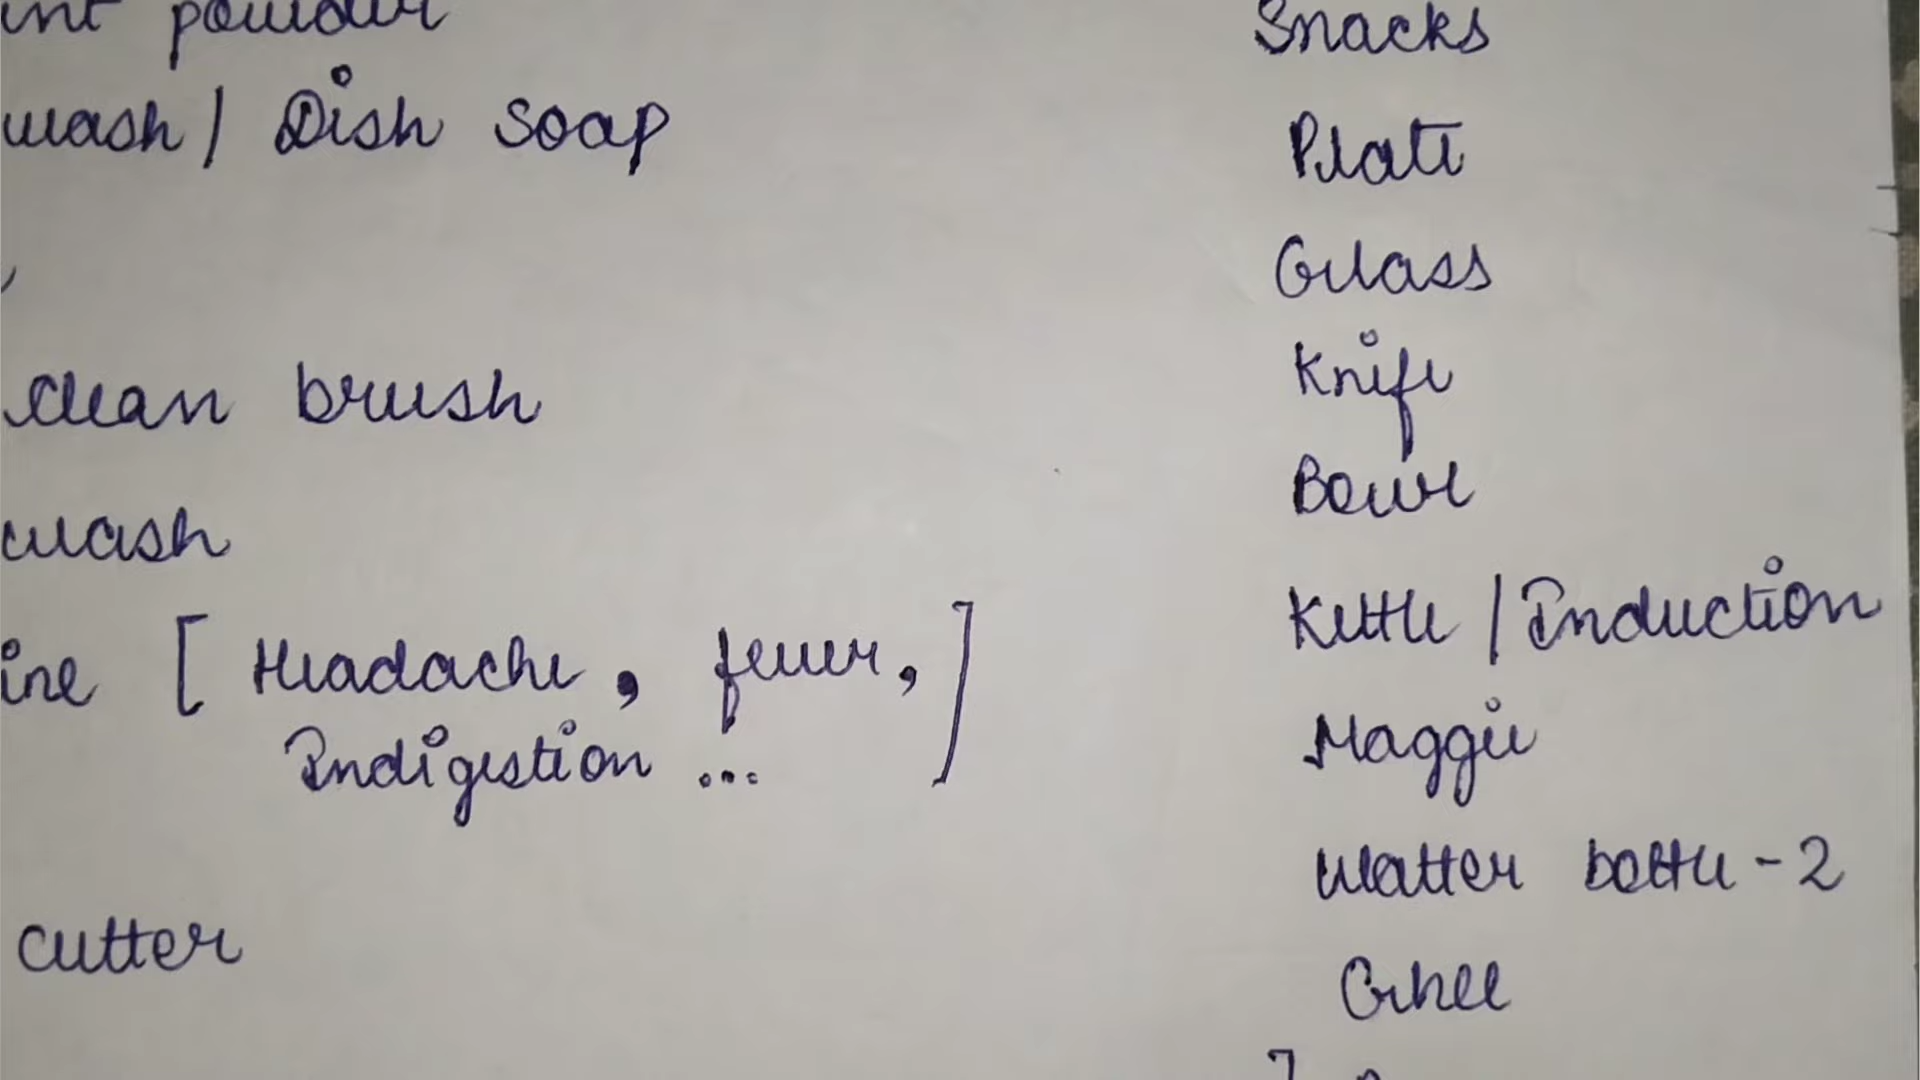 powder
wash / Dish Soap
clean brush
wash
[ Headache, fever, ]
Indigestion ...
cutter
Snacks
Plate
Glass
Knife
Bowl
Kettle / Induction
Maggie
Watter bottle - 2
Ghee